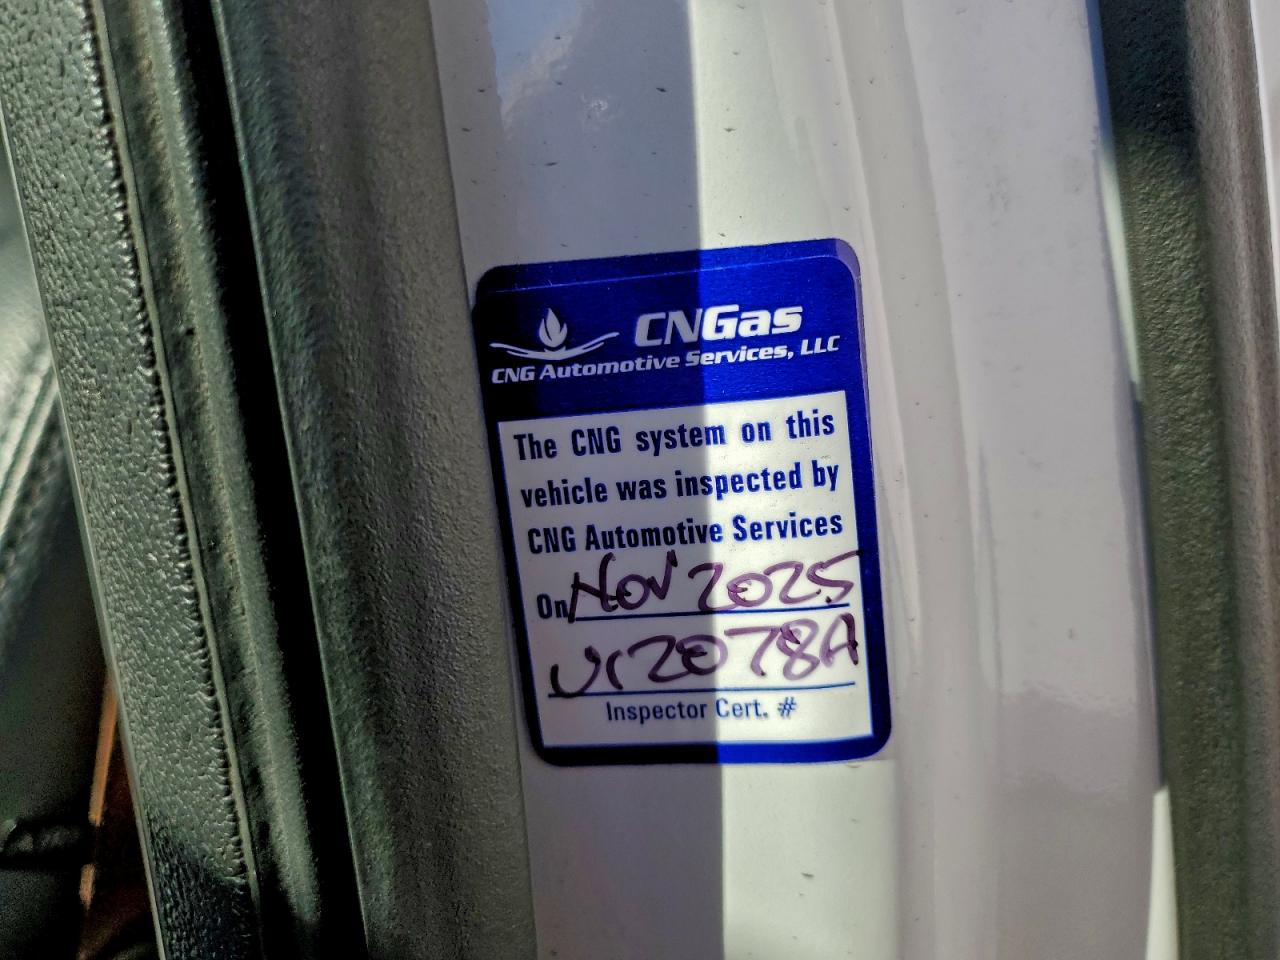 CNGas
CNG Automotive Services, LLC
The CNG system on this
vehicle was inspected by
CNG Automotive Services
On Nov 2025
Inspector Cert. #